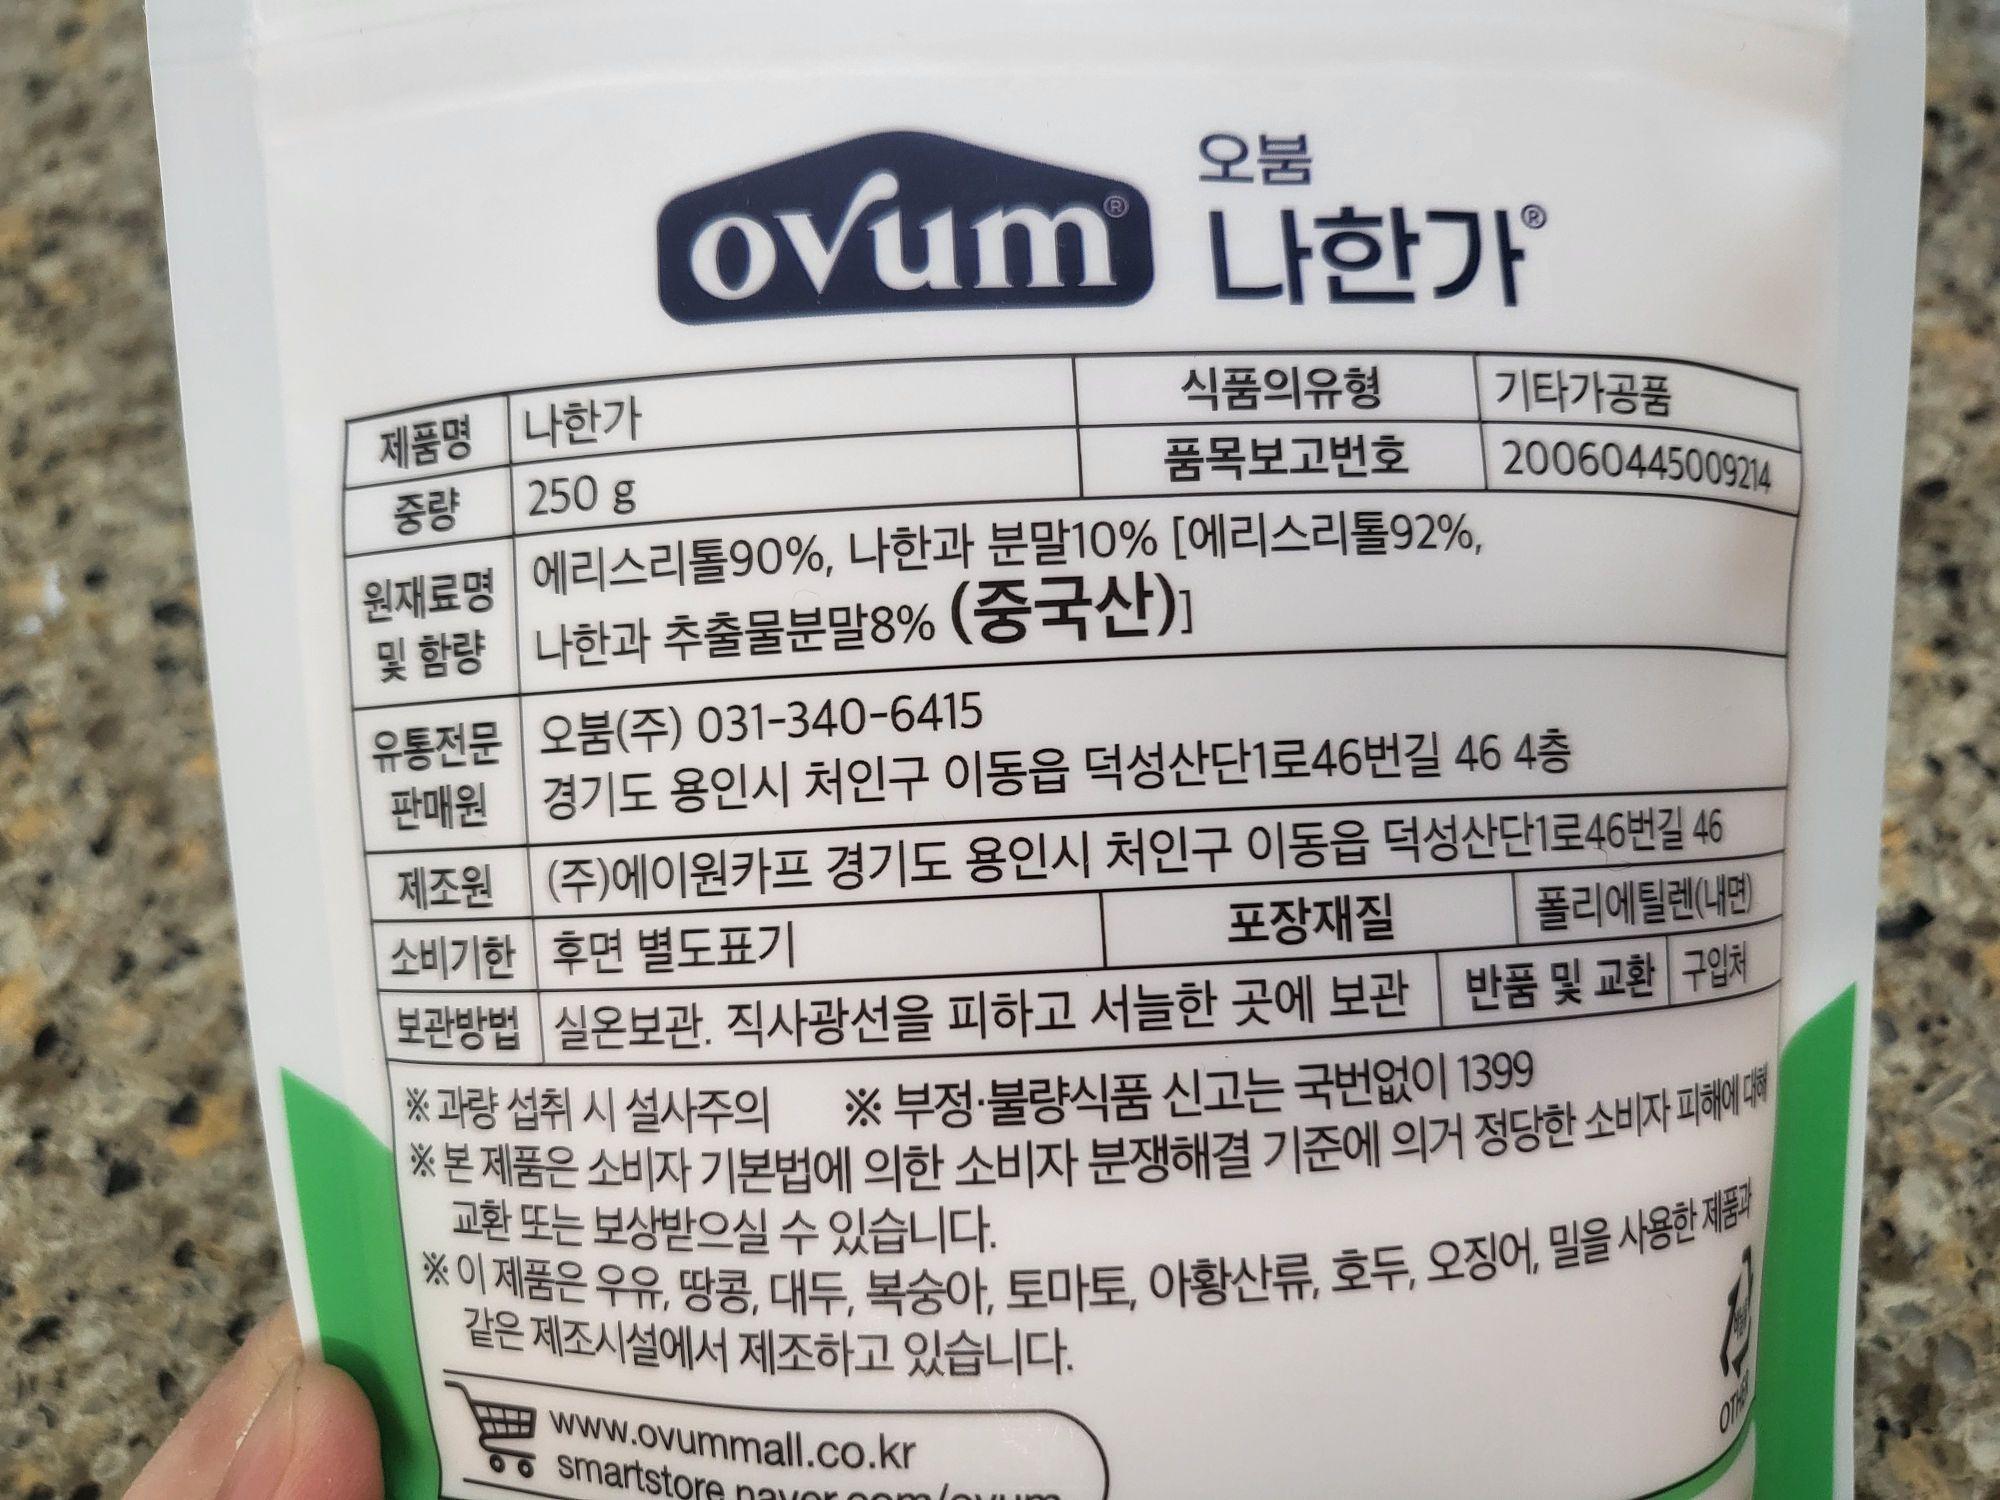 ovum®
오붐
나한가®
제품명 나한가 식품의유형 기타가공품
중량 250 g 품목보고번호 20060445009214
원재료명 및 함량
에리스리톨90%, 나한과 분말10% [에리스리톨92%,
나한과 추출물분말8% (중국산)]
유통전문 판매원
오붐(주) 031-340-6415
경기도 용인시 처인구 이동읍 덕성산단1로46번길 46 4층
제조원 (주)에이원카프 경기도 용인시 처인구 이동읍 덕성산단1로46번길 46
소비기한 후면 별도표기 포장재질 폴리에틸렌(내면)
보관방법 실온보관. 직사광선을 피하고 서늘한 곳에 보관 반품 및 교환 구입처
※ 과량 섭취 시 설사주의 ※ 부정·불량식품 신고는 국번없이 1399
※ 본 제품은 소비자 기본법에 의한 소비자 분쟁해결 기준에 의거 정당한 소비자 피해에 대해
교환 또는 보상받으실 수 있습니다.
※ 이 제품은 우유, 땅콩, 대두, 복숭아, 토마토, 아황산류, 호두, 오징어, 밀을 사용한 제품과
같은 제조시설에서 제조하고 있습니다.
OTHER
www.ovummall.co.kr
smartstore.naver.com/ovum